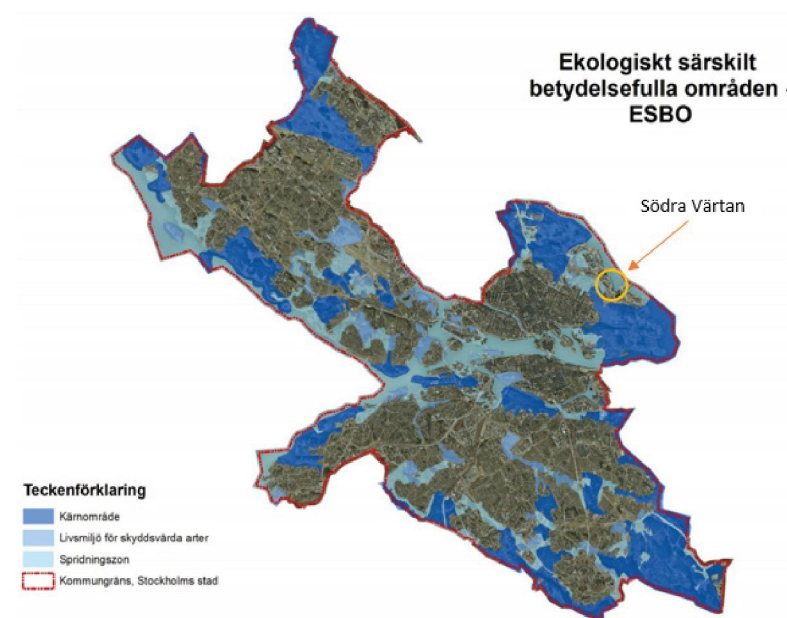 Ekologiskt särskilt
betydelsefulla områden -
ESBO
Södra Värtan
Teckenförklaring
Kärnområde
Livsmiljö för skyddsvärda arter
Spridningszon
Kommungräns, Stockholms stad